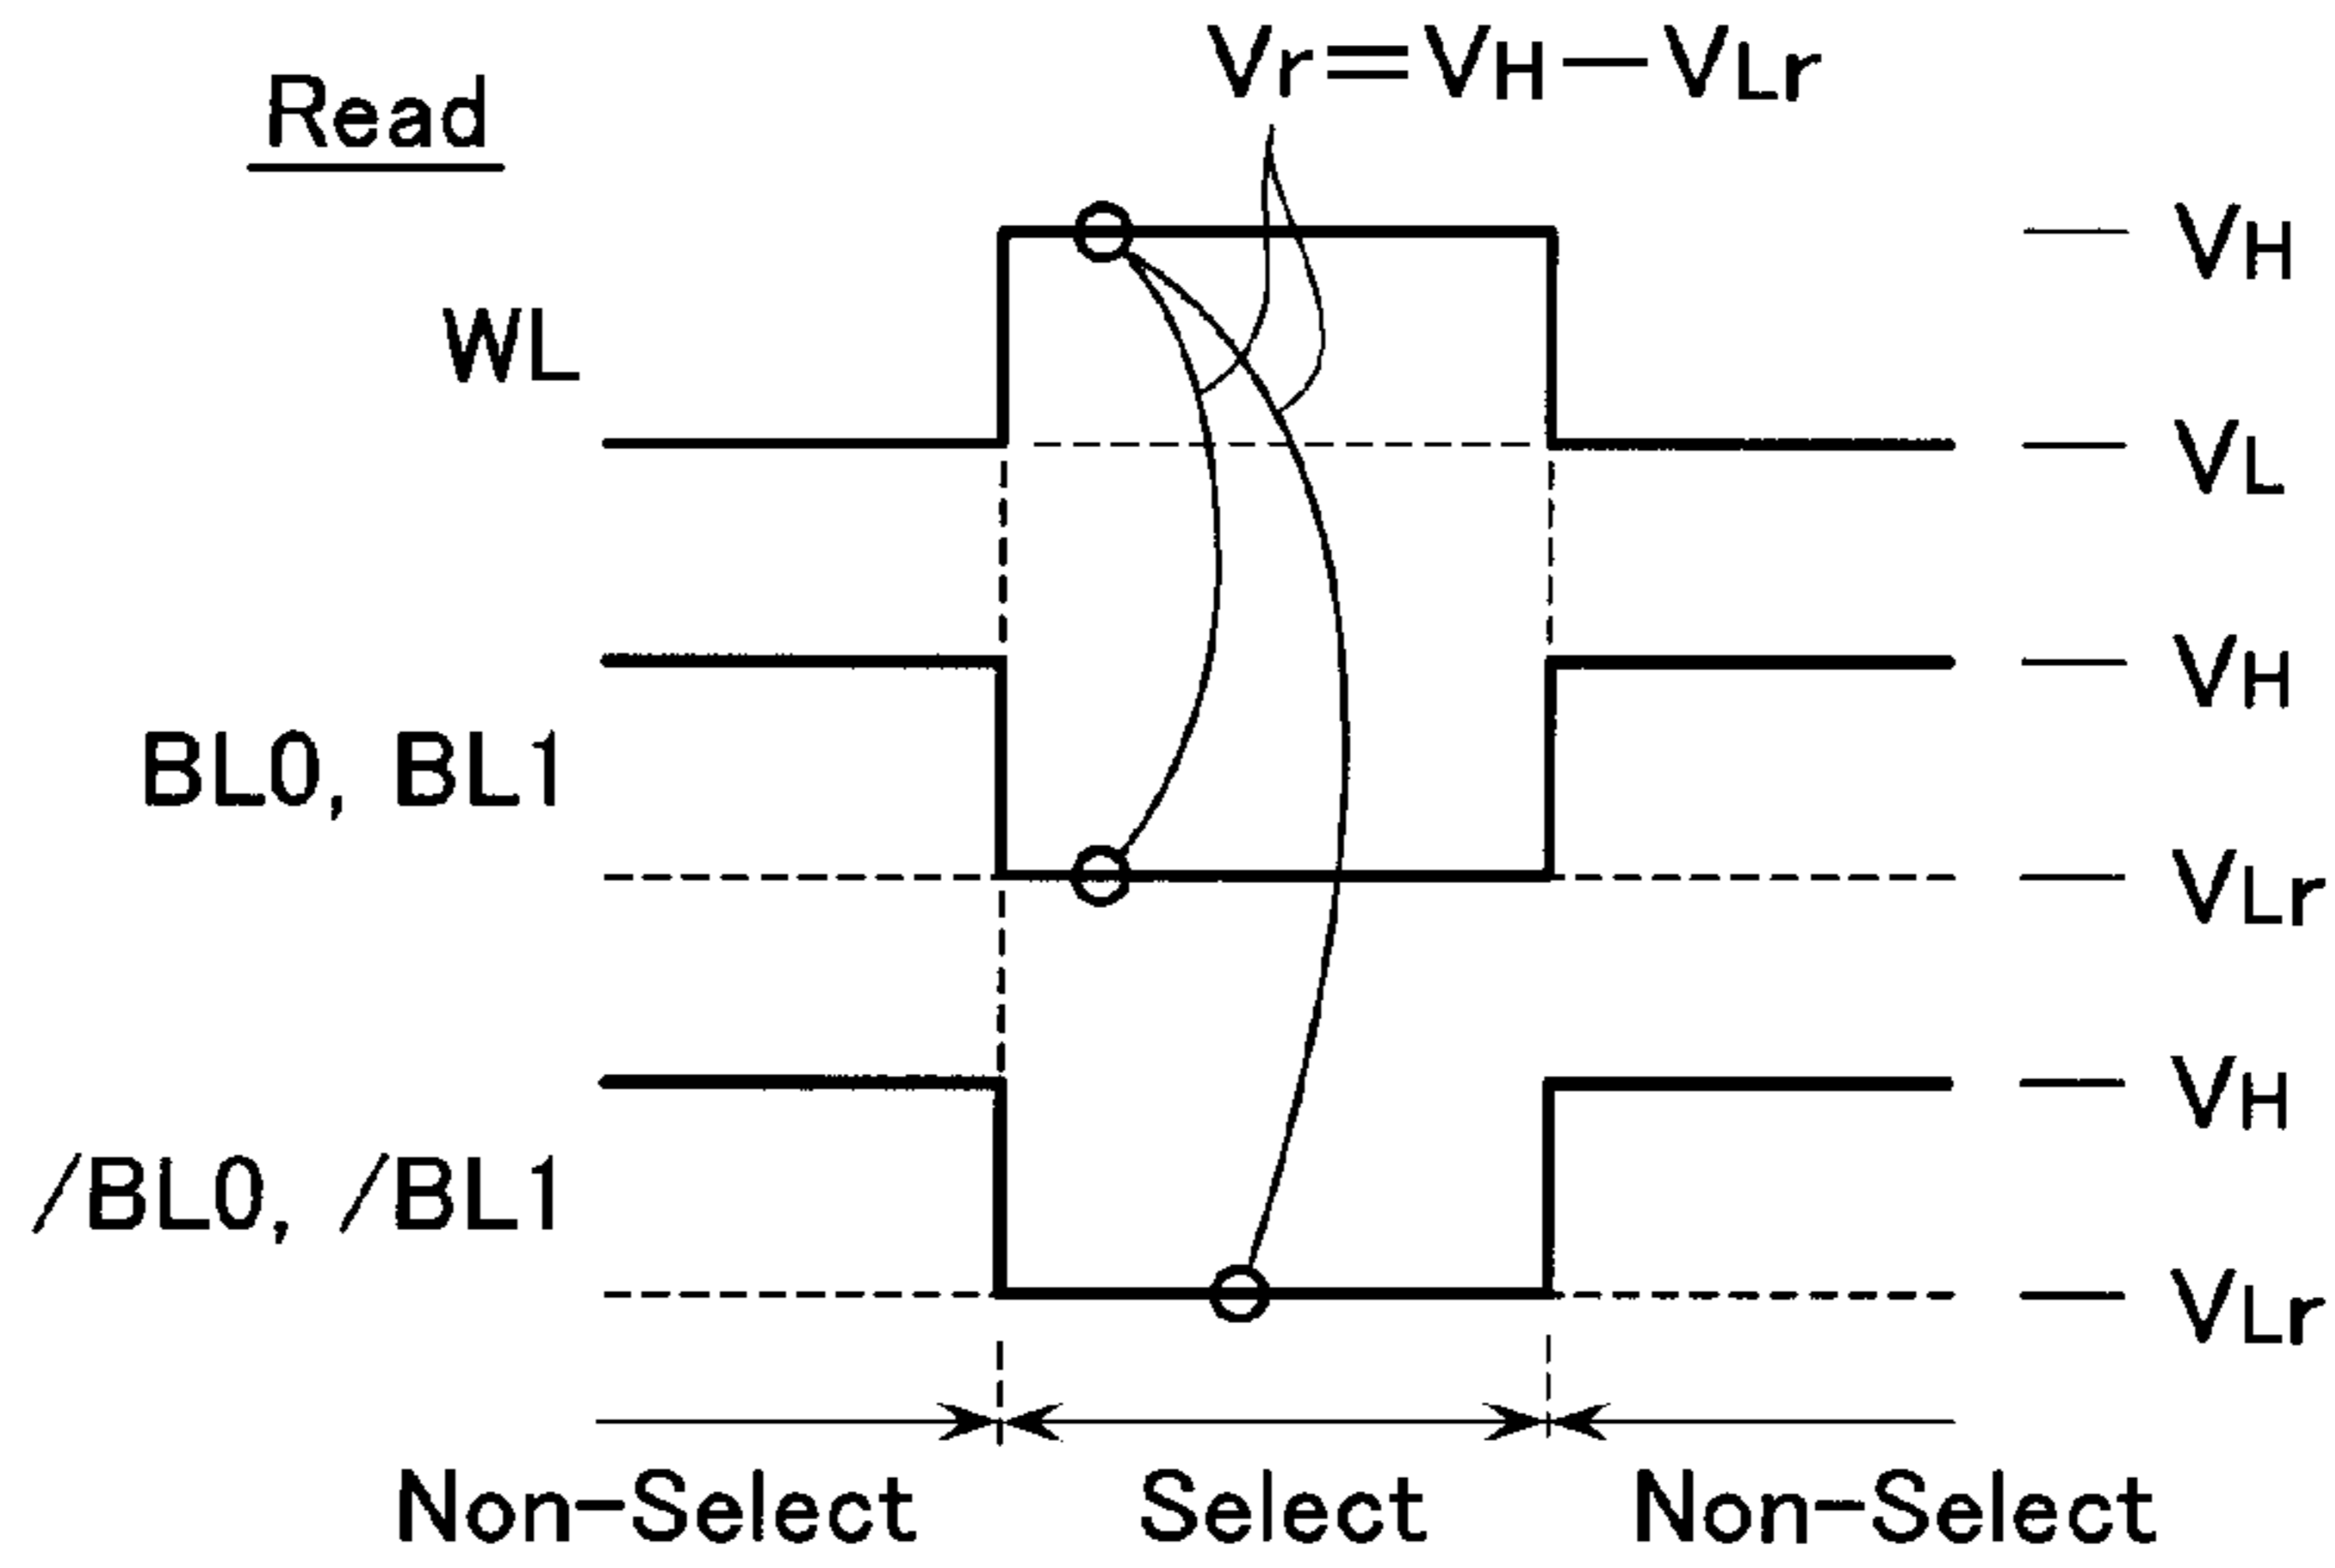 Vr=VH-VLr
Read
VH
WL
VL
VH
BL0, BL1
VLr
VH
/BL0, /BL1
VLr
Non-Select Select Non-Select